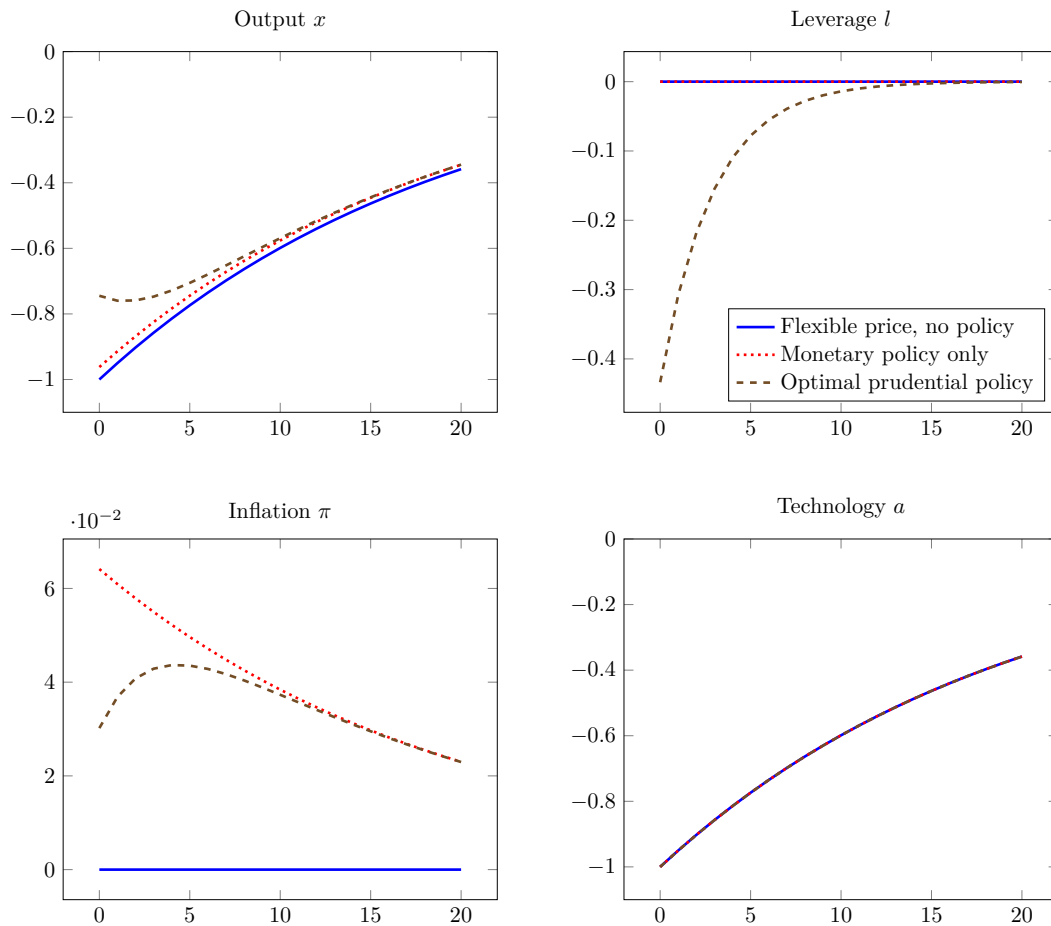 Output x
0
−0.2
−0.4
−0.6
−0.8
−1
0 5 10 15 20
Leverage l
0
−0.1
−0.2
−0.3
−0.4
Flexible price, no policy
Monetary policy only
Optimal prudential policy
0 5 10 15 20
Inflation π
·10−2
6
4
2
0
0 5 10 15 20
Technology a
0
−0.2
−0.4
−0.6
−0.8
−1
0 5 10 15 20